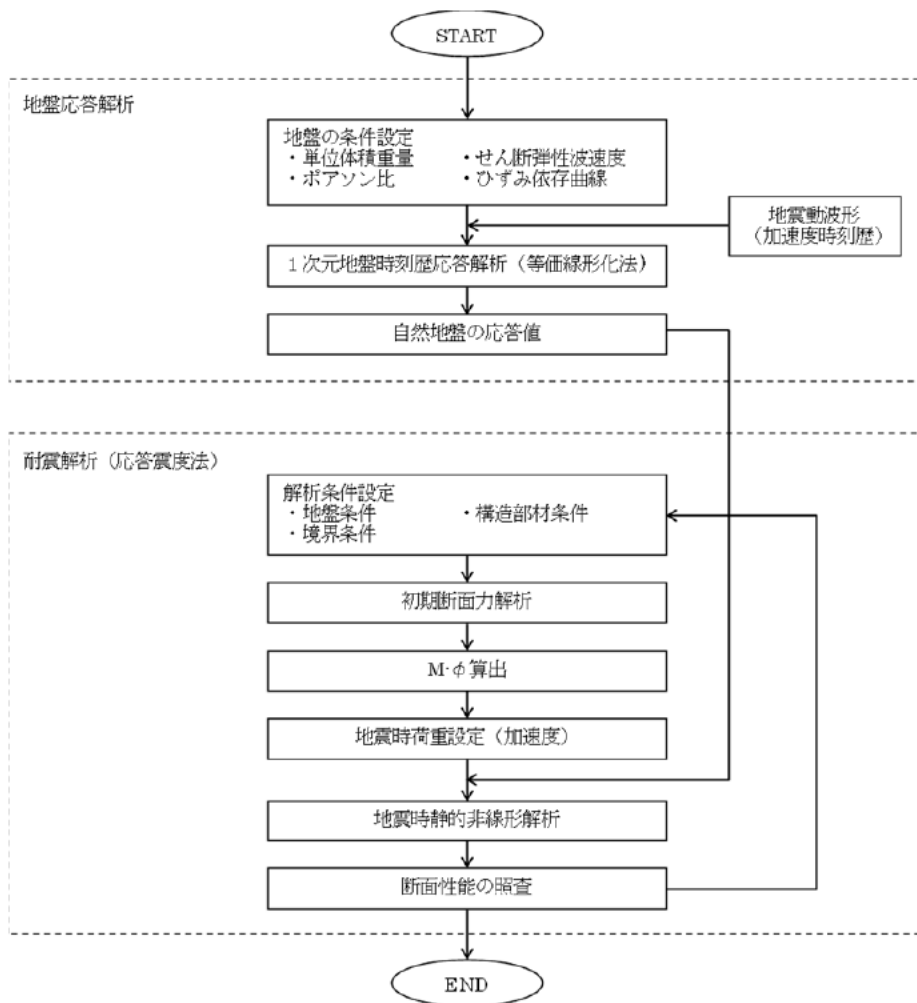 START
地盤応答解析
地盤の条件設定
・単位体積重量 ・せん断弾性波速度
・ポアソン比 ・ひずみ依存曲線
地震動波形
(加速度時刻歴)
1次元地盤時刻歴応答解析(等価線形化法)
自然地盤の応答値
耐震解析(応答震度法)
解析条件設定
・地盤条件 ・構造部材条件
・境界条件
初期断面力解析
M-φ算出
地震時荷重設定(加速度)
地震時静的非線形解析
断面性能の照査
END